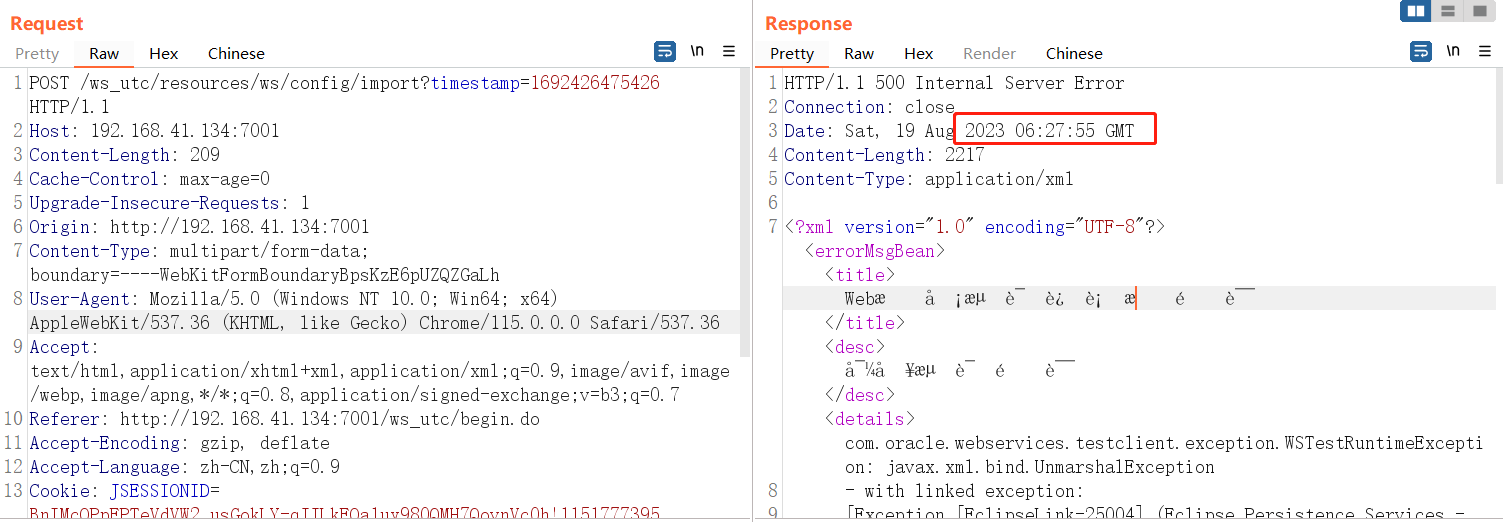 Request
Pretty Raw Hex Chinese \n
1 POST /ws_utc/resources/ws/config/import?timestamp=1692426475426
HTTP/1.1
2 Host: 192.168.41.134:7001
3 Content-Length: 209
4 Cache-Control: max-age=0
5 Upgrade-Insecure-Requests: 1
6 Origin: http://192.168.41.134:7001
7 Content-Type: multipart/form-data;
boundary=----WebKitFormBoundaryBpsKzE6pUZQZGaLh
8 User-Agent: Mozilla/5.0 (Windows NT 10.0; Win64; x64)
AppleWebKit/537.36 (KHTML, like Gecko) Chrome/115.0.0.0 Safari/537.36
9 Accept:
text/html,application/xhtml+xml,application/xml;q=0.9,image/avif,image
/webp,image/apng,*/*;q=0.8,application/signed-exchange;v=b3;q=0.7
10 Referer: http://192.168.41.134:7001/ws_utc/begin.do
11 Accept-Encoding: gzip, deflate
12 Accept-Language: zh-CN,zh;q=0.9
13 Cookie: JSESSIONID=
Response
Pretty Raw Hex Render Chinese \n
1 HTTP/1.1 500 Internal Server Error
2 Connection: close
3 Date: Sat, 19 Aug 2023 06:27:55 GMT
4 Content-Length: 2217
5 Content-Type: application/xml
6
7 <?xml version="1.0" encoding="UTF-8"?>
<errorMsgBean>
<title>
Webæ å ¡æµ è¯ è¿ è¡ æ é è¯¯
</title>
<desc>
å¯¼å ¥æµ è¯ é è¯¯
</desc>
<details>
com.oracle.webservices.testclient.exception.WSTestRuntimeExcepti
on: javax.xml.bind.UnmarshalException
8 - with linked exception:
9 [Exception [EclipseLink-25004] (Eclipse Persistence Services -